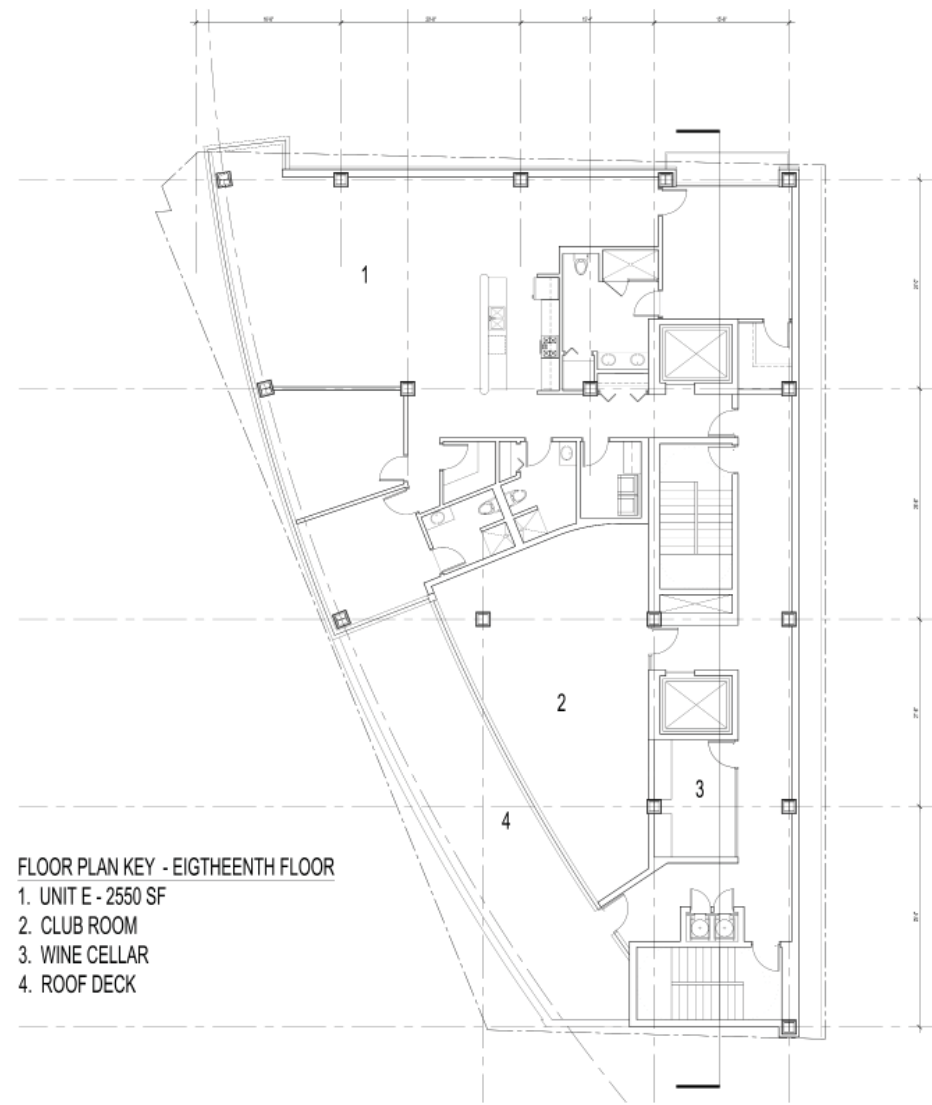 1
2
3
4
FLOOR PLAN KEY - EIGTHEENTH FLOOR
1. UNIT E - 2550 SF
2. CLUB ROOM
3. WINE CELLAR
4. ROOF DECK